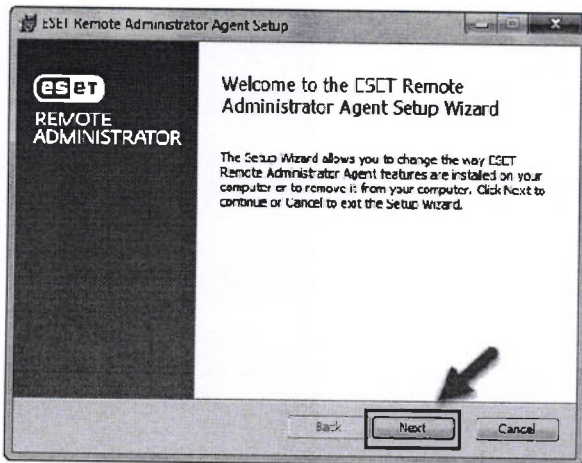 ESET Remote Administrator Agent Setup
eset
REMOTE
ADMINISTRATOR
Welcome to the ESET Remote
Administrator Agent Setup Wizard
The Setup Wizard allows you to change the way ESET
Remote Administrator Agent features are installed on your
computer or to remove it from your computer. Click Next to
continue or Cancel to exit the Setup Wizard.
Back
Next
Cancel